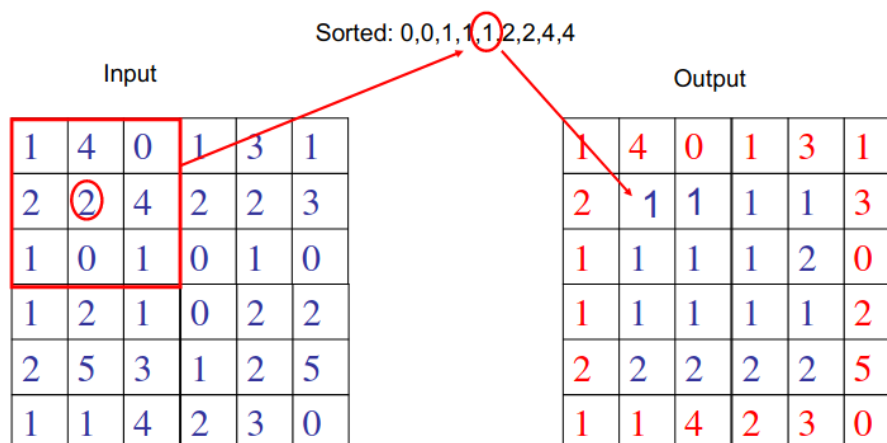 Sorted: 0,0,1,1,1,2,2,4,4
Input
Output
1 4 0 1 3 1
2 2 4 2 2 3
1 0 1 0 1 0
1 2 1 0 2 2
2 5 3 1 2 5
1 1 4 2 3 0
1 4 0 1 3 1
2 1 1 1 1 3
1 1 1 1 2 0
1 1 1 1 1 2
2 2 2 2 2 5
1 1 4 2 3 0